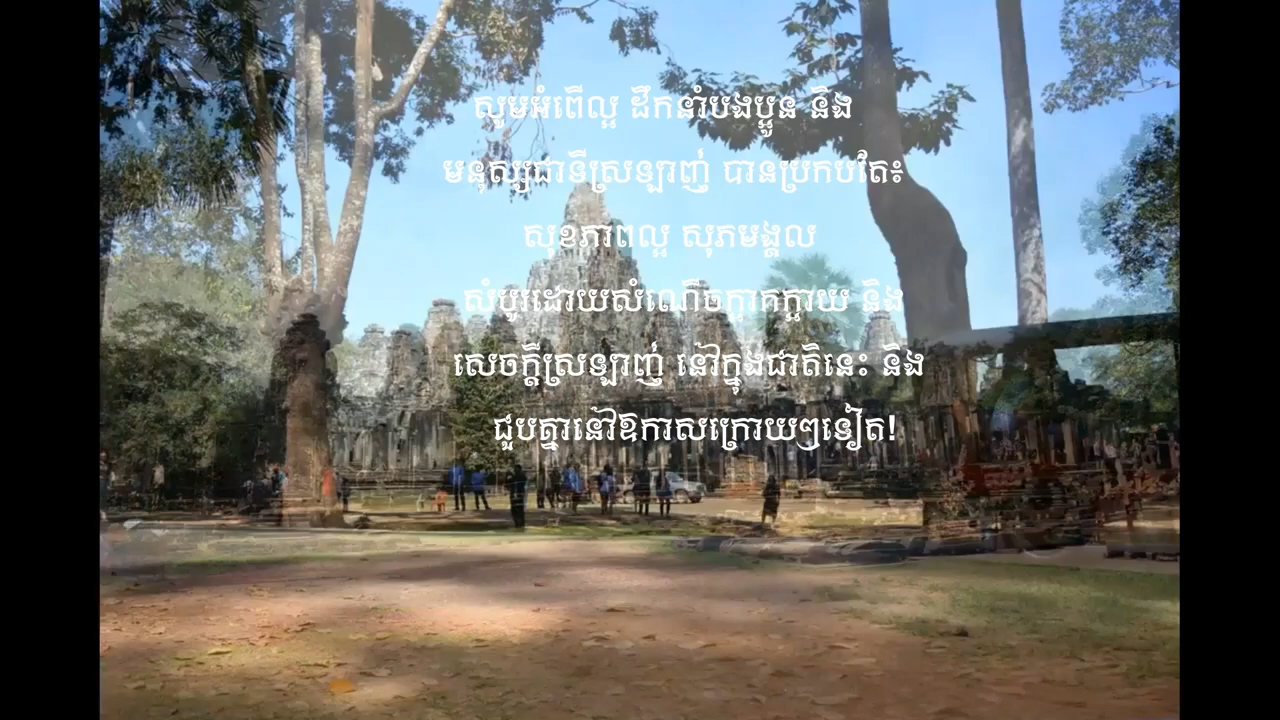 សូមអំពើល្អ ដឹកនាំបងប្អូន និង
មនុស្សជាទីស្រឡាញ់ បានប្រកបតែ៖
សុខភាពល្អ សុភមង្គល
សំបូរដោយសំណើចក្អាកក្អាយ និង
សេចក្តីស្រឡាញ់ នៅក្នុងជាតិនេះ និង
ជួបគ្នានៅឱកាសក្រោយៗទៀត!